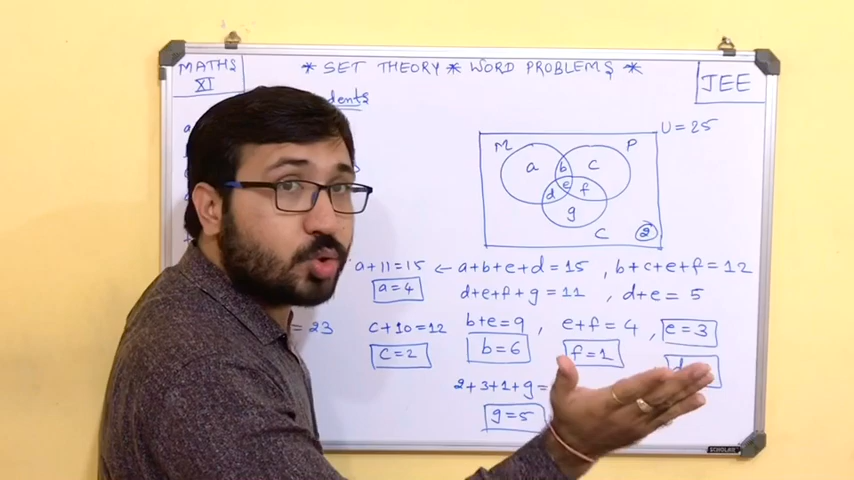 MATHS
XI
* SET THEORY * WORD PROBLEMS *
JEE
dents
U = 25
M
P
a
b
c
e
d
f
g
C
2
a+11=15 ← a+b+e+d=15 , b+c+e+f=12
a=4
d+e+f+g=11 , d+e=5
= 23
c+10=12
b+e=9 , e+f=4 , e=3
c=2
b=6
f=1
d
2+3+1+g=
g=5
SCHOLAR